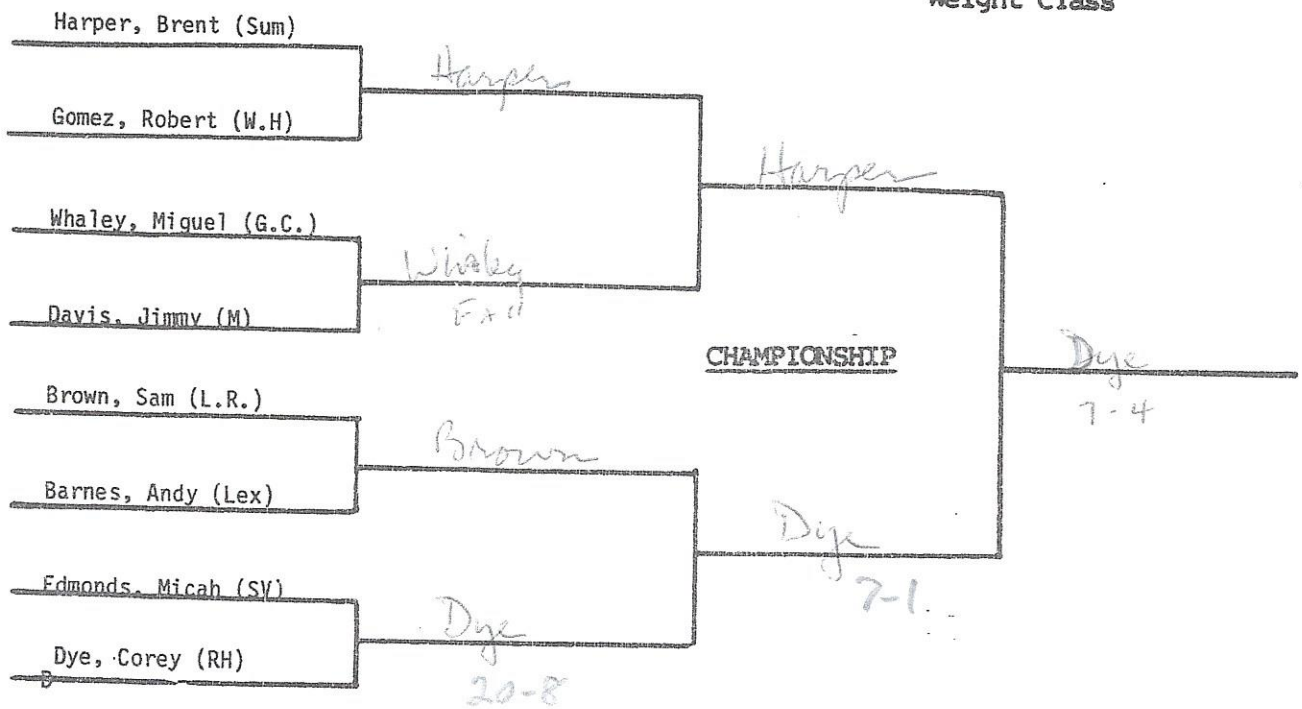 Weight Class
Harper, Brent (Sum)
Harper
Gomez, Robert (W.H)
Harper
Whaley, Miguel (G.C.)
Whaley
Fall
Davis, Jimmy (M)
CHAMPIONSHIP
Dye
7-4
Brown, Sam (L.R.)
Brown
Barnes, Andy (Lex)
Dye
7-1
Edmonds, Micah (SV)
Dye
20-8
Dye, Corey (RH)